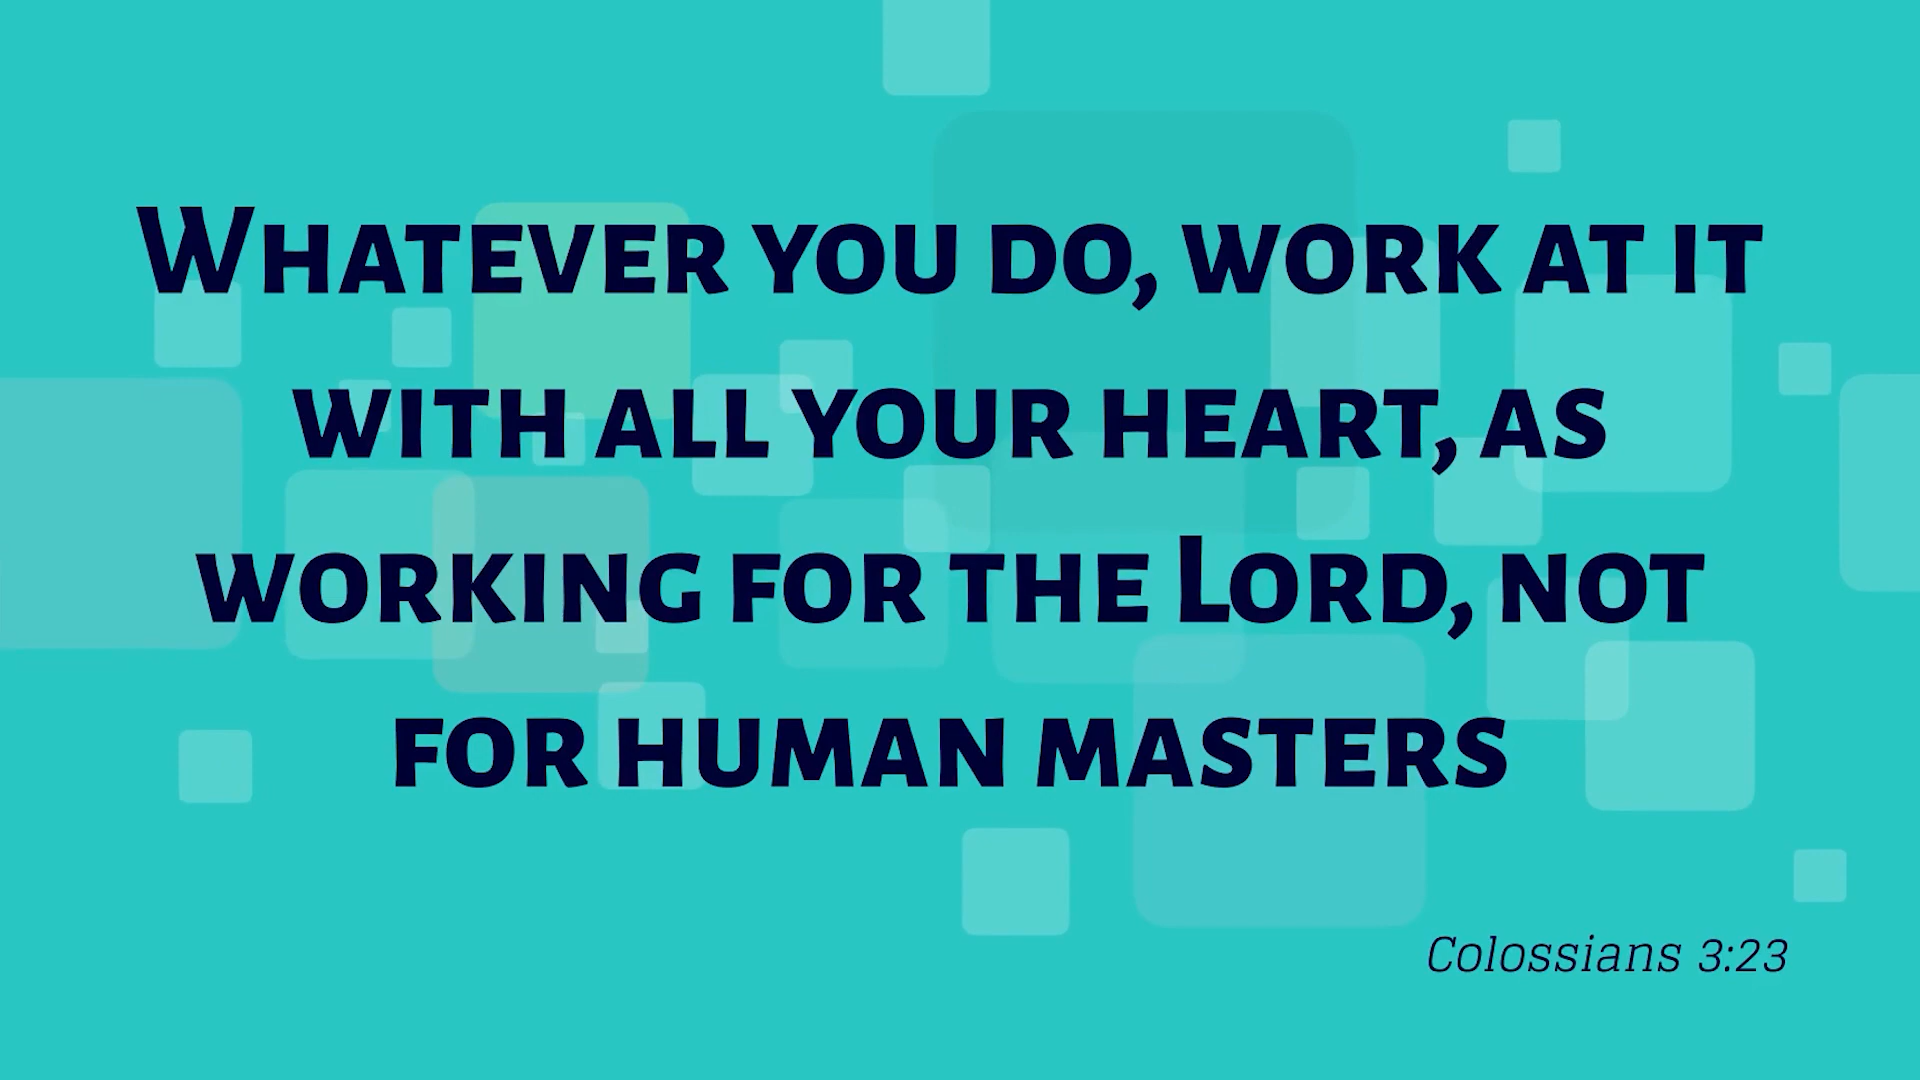 Whatever you do, work at it
with all your heart, as
working for the Lord, not
for human masters
Colossians 3:23